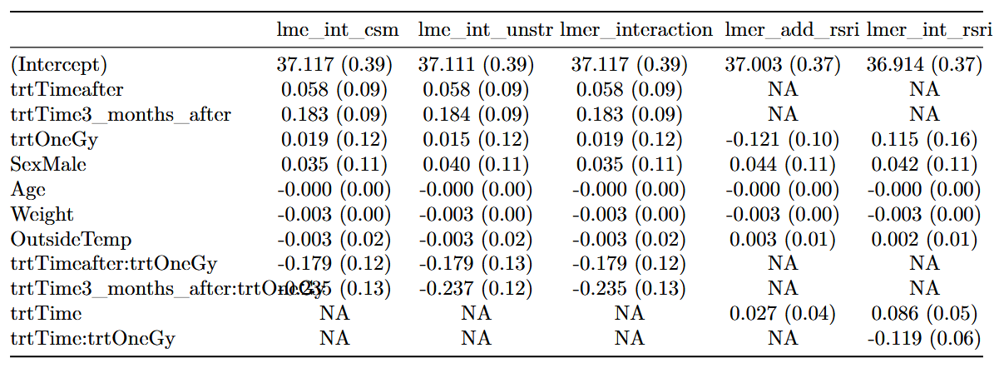 lme_int_csm lme_int_unstr lmer_interaction lmer_add_rsri lmer_int_rsri
(Intercept) 37.117 (0.39) 37.111 (0.39) 37.117 (0.39) 37.003 (0.37) 36.914 (0.37)
trtTimeafter 0.058 (0.09) 0.058 (0.09) 0.058 (0.09) NA NA
trtTime3_months_after 0.183 (0.09) 0.184 (0.09) 0.183 (0.09) NA NA
trtOneGy 0.019 (0.12) 0.015 (0.12) 0.019 (0.12) -0.121 (0.10) 0.115 (0.16)
SexMale 0.035 (0.11) 0.040 (0.11) 0.035 (0.11) 0.044 (0.11) 0.042 (0.11)
Age -0.000 (0.00) -0.000 (0.00) -0.000 (0.00) -0.000 (0.00) -0.000 (0.00)
Weight -0.003 (0.00) -0.003 (0.00) -0.003 (0.00) -0.003 (0.00) -0.003 (0.00)
OutsideTemp -0.003 (0.02) -0.003 (0.02) -0.003 (0.02) 0.003 (0.01) 0.002 (0.01)
trtTimeafter:trtOneGy -0.179 (0.12) -0.179 (0.13) -0.179 (0.12) NA NA
trtTime3_months_after:trtOneGy -0.235 (0.13) -0.237 (0.12) -0.235 (0.13) NA NA
trtTime NA NA NA 0.027 (0.04) 0.086 (0.05)
trtTime:trtOneGy NA NA NA NA -0.119 (0.06)